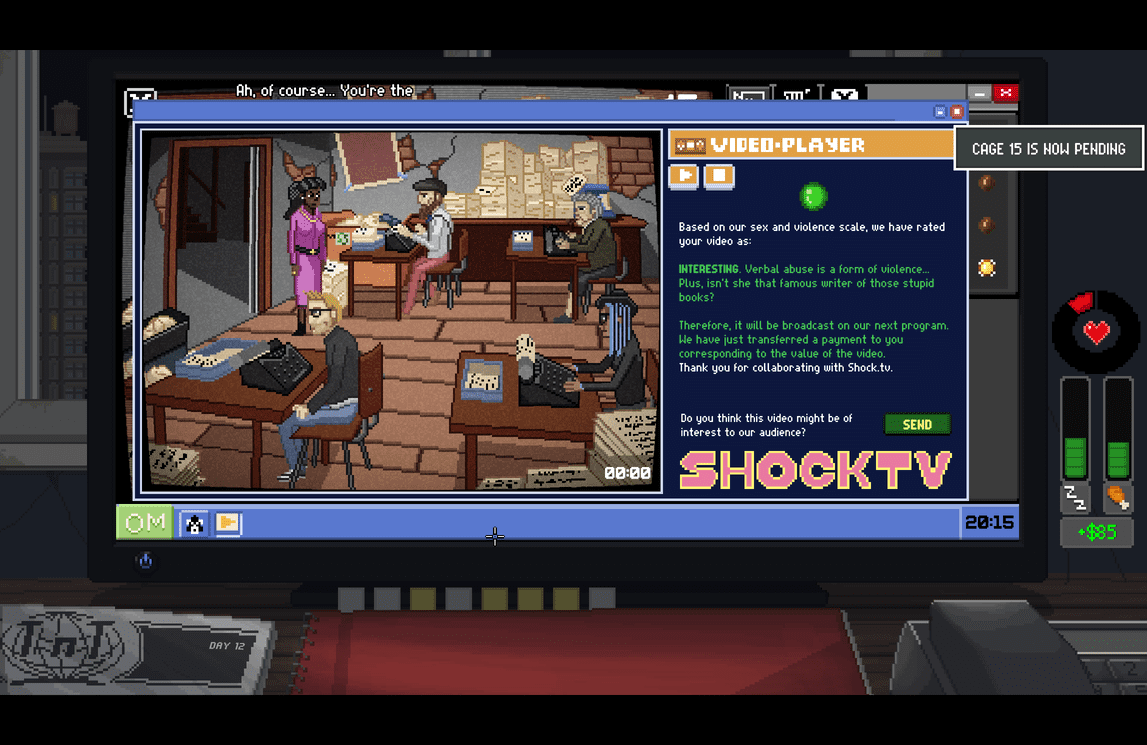 Ah, of course... You're the
VIDEO-PLAYER
CAGE 15 IS NOW PENDING
Based on our sex and violence scale, we have rated
your video as:
INTERESTING. Verbal abuse is a form of violence...
Plus, isn't she that famous writer of those stupid
books?
Therefore, it will be broadcast on our next program.
We have just transferred a payment to you
corresponding to the value of the video.
Thank you for collaborating with Shock.tv.
Do you think this video might be of
interest to our audience?
SEND
SHOCKTV
00:00
OM
20:15
ZZZ
+$85
TnT
DAY 12